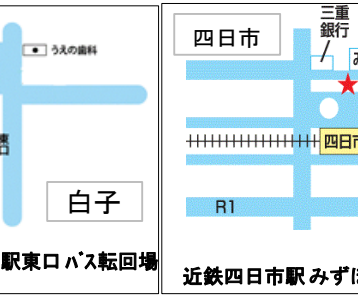 うえの歯科
東口
白子
駅東口 バス転回場
四日市
三重
銀行
み
四日市
R1
近鉄四日市駅 みずほ